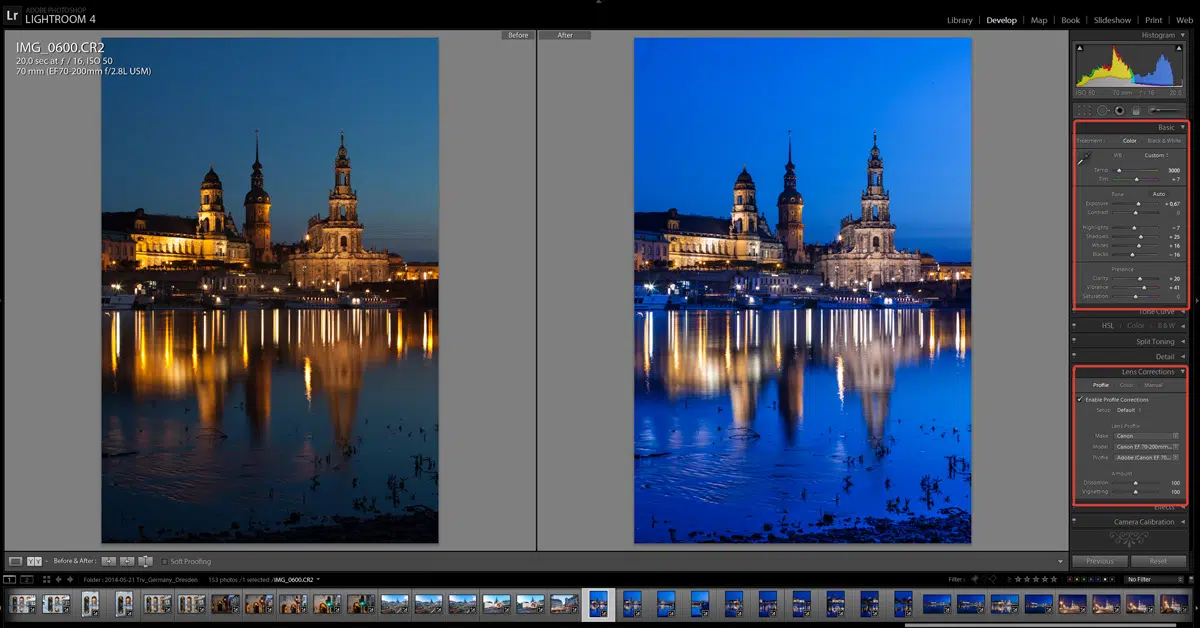 Lr ADOBE PHOTOSHOP
LIGHTROOM 4
Library | Develop | Map | Book | Slideshow | Print | Web
IMG_0600.CR2
20,0 sec at ƒ / 16, ISO 50
70 mm (EF70-200mm f/2.8L USM)
Before
After
Histogram
ISO 50 70 mm ƒ / 16 20,0
Basic
Treatment : Color Black & White
WB : Custom
Temp 3000
Tint + 7
Tone Auto
Exposure + 0,67
Contrast 0
Highlights − 7
Shadows + 25
Whites + 16
Blacks − 16
Presence
Clarity + 20
Vibrance + 41
Saturation 0
Tone Curve
HSL / Color / B & W
Split Toning
Detail
Lens Corrections
Profile Color Manual
Enable Profile Corrections
Setup Default
Lens Profile
Make Canon
Model Canon EF 70-200mm...
Profile Adobe (Canon EF 70...
Amount
Distortion 100
Vignetting 100
Effects
Camera Calibration
Previous Reset
Before & After : Soft Proofing
1 2 Folder : 2014-05-21 Trv_Germany_Dresden 153 photos / 1 selected / IMG_0600.CR2 Filter : No Filter